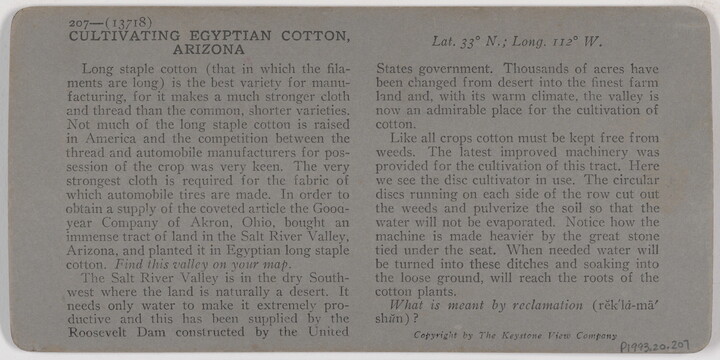 207—(13718)
CULTIVATING EGYPTIAN COTTON,
ARIZONA
Long staple cotton (that in which the fila-
ments are long) is the best variety for manu-
facturing, for it makes a much stronger cloth
and thread than the common, shorter varieties.
Not much of the long staple cotton is raised
in America and the competition between the
thread and automobile manufacturers for pos-
session of the crop was very keen. The very
strongest cloth is required for the fabric of
which automobile tires are made. In order to
obtain a supply of the coveted article the Good-
year Company of Akron, Ohio, bought an
immense tract of land in the Salt River Valley,
Arizona, and planted it in Egyptian long staple
cotton. Find this valley on your map.
The Salt River Valley is in the dry South-
west where the land is naturally a desert. It
needs only water to make it extremely pro-
ductive and this has been supplied by the
Roosevelt Dam constructed by the United
Lat. 33° N.; Long. 112° W.
States government. Thousands of acres have
been changed from desert into the finest farm
land and, with its warm climate, the valley is
now an admirable place for the cultivation of
cotton.
Like all crops cotton must be kept free from
weeds. The latest improved machinery was
provided for the cultivation of this tract. Here
we see the disc cultivator in use. The circular
discs running on each side of the row cut out
the weeds and pulverize the soil so that the
water will not be evaporated. Notice how the
machine is made heavier by the great stone
tied under the seat. When needed water will
be turned into these ditches and soaking into
the loose ground, will reach the roots of the
cotton plants.
What is meant by reclamation (rĕk'lȧ-mā'
shŭn)?
Copyright by The Keystone View Company
P1993.20.207